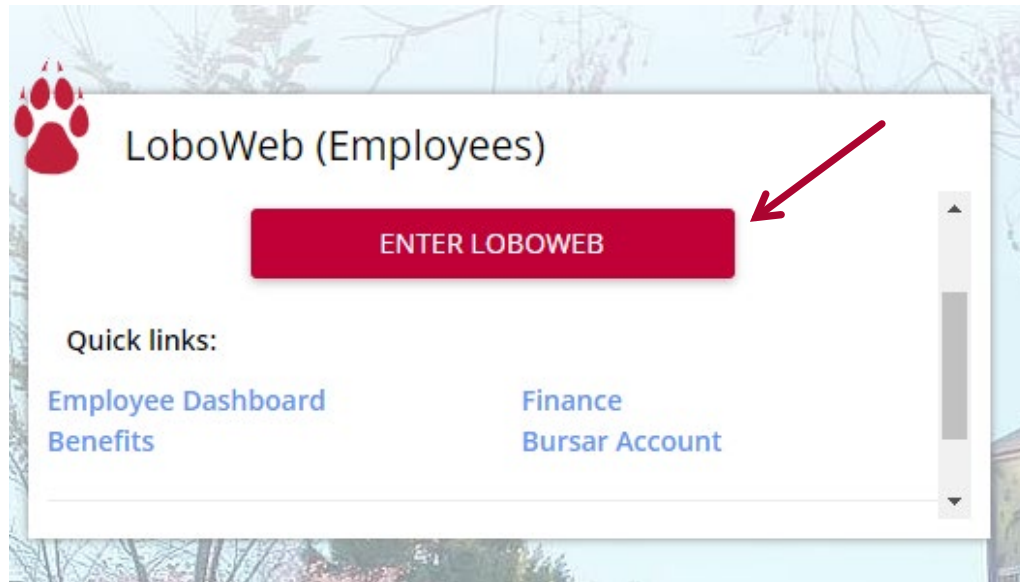 LoboWeb (Employees)
ENTER LOBOWEB
Quick links:
Employee Dashboard
Finance
Benefits
Bursar Account